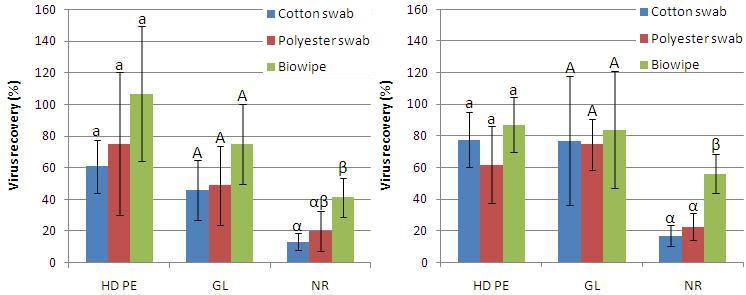 160
140
120
100
80
60
40
20
0
Virus recovery (%)
Cotton swab
Polyester swab
Biowipe
a
a
a
A
A
A
α
αβ
β
HD PE
GL
NR
160
140
120
100
80
60
40
20
0
Virus recovery (%)
Cotton swab
Polyester swab
Biowipe
a
a
a
A
A
A
α
α
β
HD PE
GL
NR